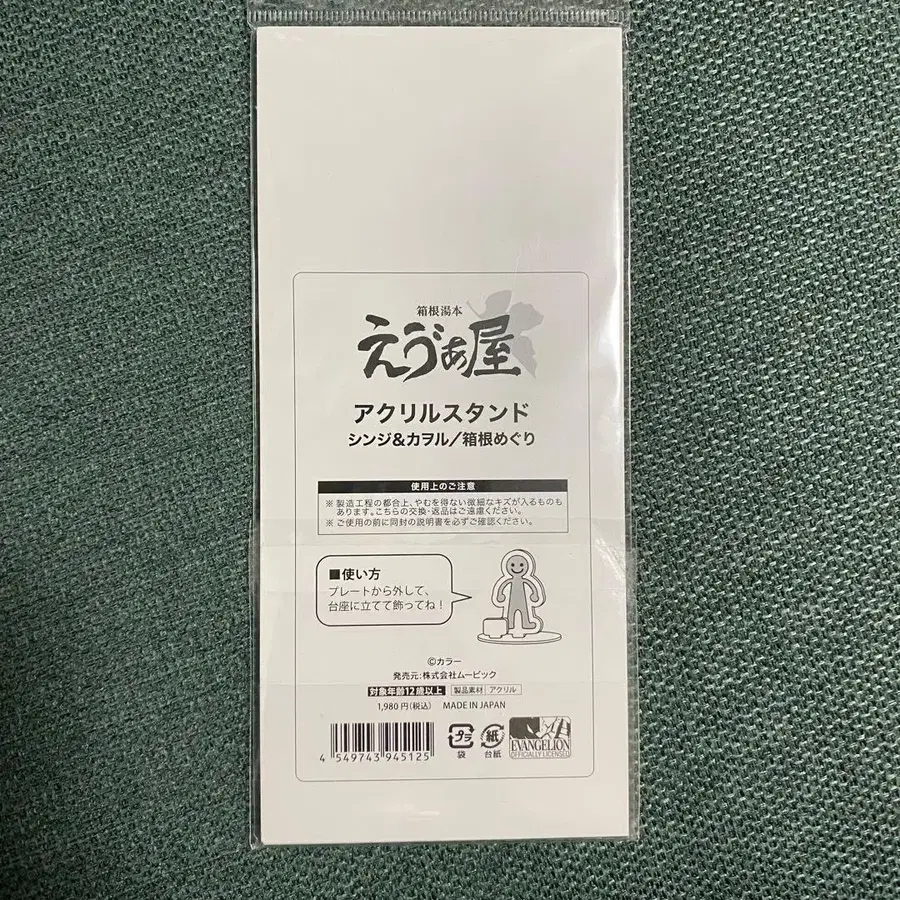 箱根湯本
えゔぁ屋
アクリルスタンド
シンジ&カヲル/箱根めぐり
使用上のご注意
※製造工程の都合上、やむを得ない微細なキズが入るものも
あります。こちらの交換・返品はご遠慮ください。
※ご使用の前に同封の説明書を必ずご確認ください。
■使い方
プレートから外して、
台座に立てて飾ってね!
©カラー
発売元:株式会社ムービック
対象年齢12歳以上 製品素材 アクリル
1,980円(税込) MADE IN JAPAN
4 549743 945125
プラ 袋
紙 台紙
EVANGELION
OFFICIALLY LICENSED